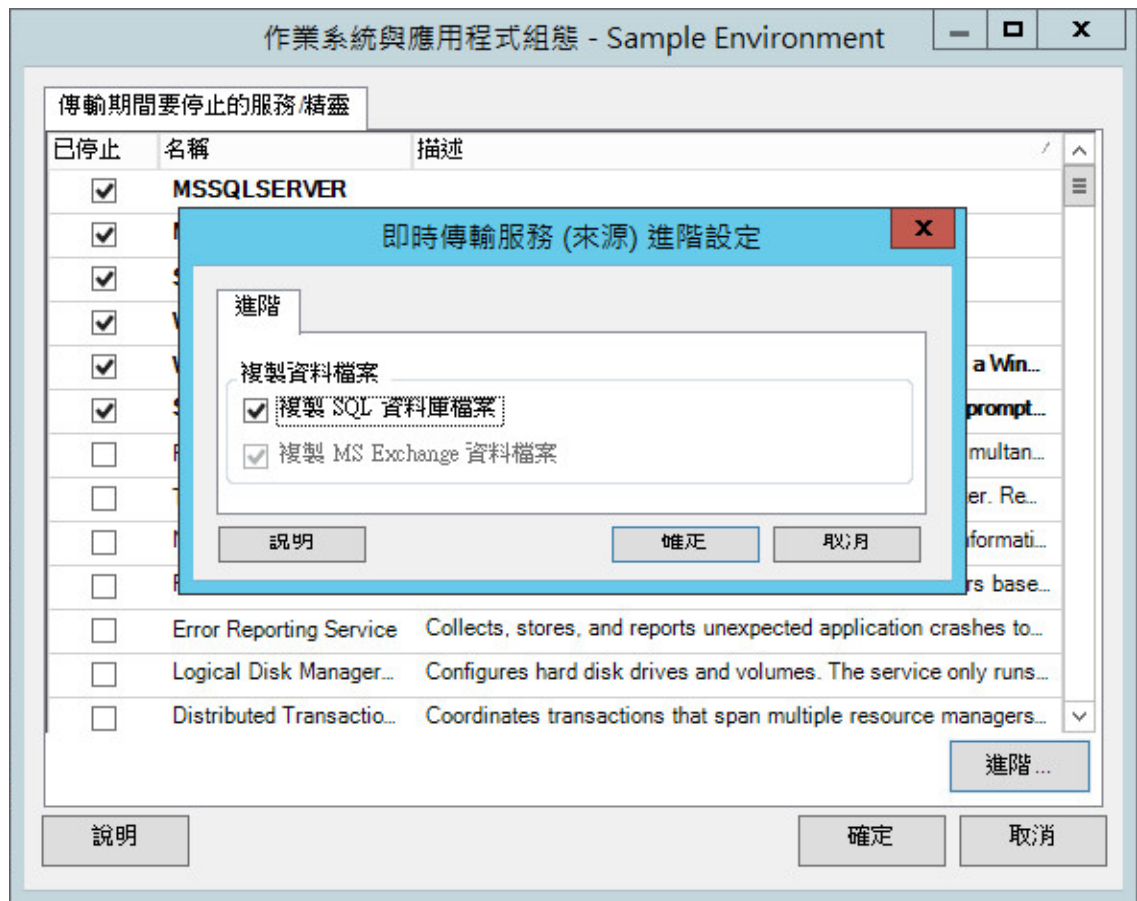 作業系統與應用程式組態 - Sample Environment
傳輸期間要停止的服務/精靈
已停止 名稱 描述
MSSQLSERVER
即時傳輸服務 (來源) 進階設定
進階
複製資料檔案
a Win...
複製 SQL 資料庫檔案
prompt...
複製 MS Exchange 資料檔案
multan...
er. Re...
說明 確定 取消
nformati...
rs base...
Error Reporting Service Collects, stores, and reports unexpected application crashes to...
Logical Disk Manager... Configures hard disk drives and volumes. The service only runs...
Distributed Transactio... Coordinates transactions that span multiple resource managers...
進階...
說明 確定 取消